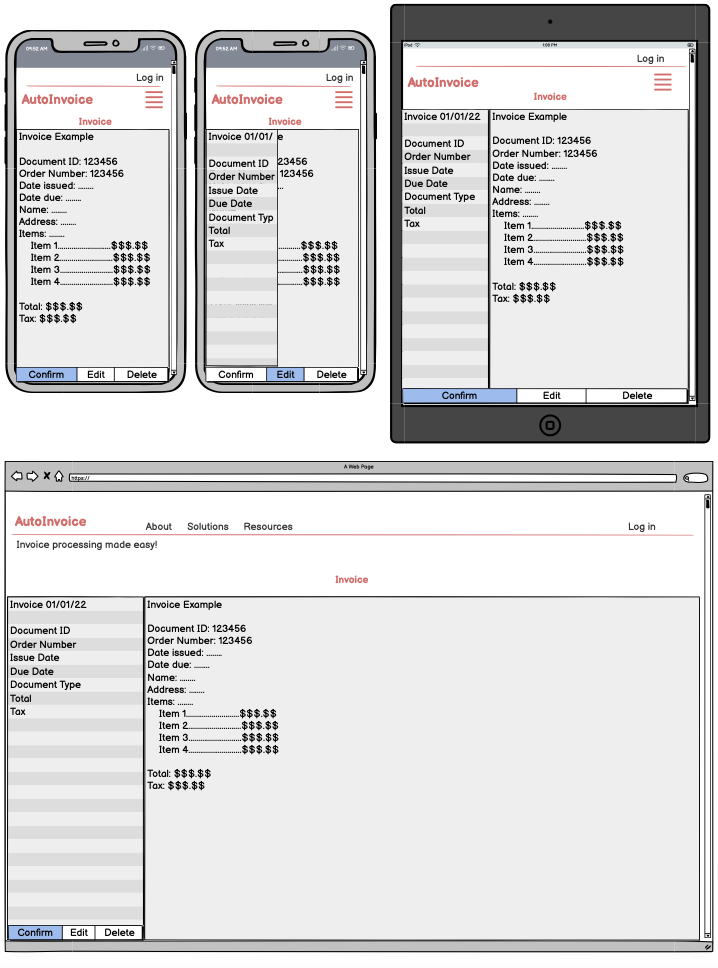 09:52 AM
Log in
AutoInvoice
Invoice
Invoice Example
Document ID: 123456
Order Number: 123456
Date issued: ........
Date due: ........
Name: ........
Address: ........
Items: ........
Item 1........................$$$.$$
Item 2........................$$$.$$
Item 3........................$$$.$$
Item 4........................$$$.$$
Total: $$$.$$
Tax: $$$.$$
Confirm Edit Delete
09:52 AM
Log in
AutoInvoice
Invoice
Invoice 01/01/ e
Document ID 23456
Order Number 123456
Issue Date ...
Due Date
Document Typ
Total
Tax ..........$$$.$$
..........$$$.$$
..........$$$.$$
..........$$$.$$
Confirm Edit Delete
iPod 1:08 PM
Log in
AutoInvoice
Invoice
Invoice 01/01/22
Document ID
Order Number
Issue Date
Due Date
Document Type
Total
Tax
Invoice Example
Document ID: 123456
Order Number: 123456
Date issued: ........
Date due: ........
Name: ........
Address: ........
Items: ........
Item 1........................$$$.$$
Item 2........................$$$.$$
Item 3........................$$$.$$
Item 4........................$$$.$$
Total: $$$.$$
Tax: $$$.$$
Confirm Edit Delete
A Web Page
https://
AutoInvoice About Solutions Resources Log in
Invoice processing made easy!
Invoice
Invoice 01/01/22
Document ID
Order Number
Issue Date
Due Date
Document Type
Total
Tax
Confirm Edit Delete
Invoice Example
Document ID: 123456
Order Number: 123456
Date issued: ........
Date due: ........
Name: ........
Address: ........
Items: ........
Item 1........................$$$.$$
Item 2........................$$$.$$
Item 3........................$$$.$$
Item 4........................$$$.$$
Total: $$$.$$
Tax: $$$.$$